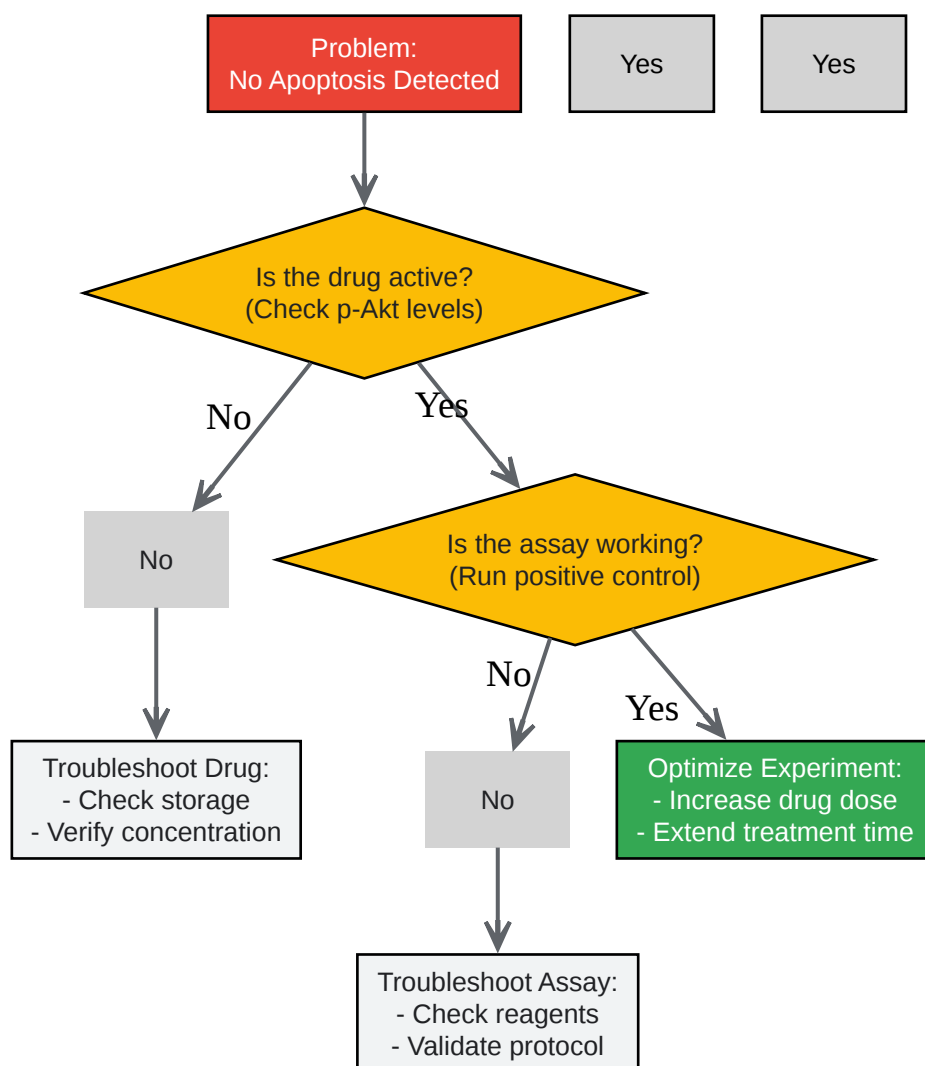 Problem:
No Apoptosis Detected
Yes
Yes
Is the drug active?
(Check p-Akt levels)
No
Yes
No
Is the assay working?
(Run positive control)
No
Yes
Troubleshoot Drug:
- Check storage
- Verify concentration
No
Optimize Experiment:
- Increase drug dose
- Extend treatment time
Troubleshoot Assay:
- Check reagents
- Validate protocol